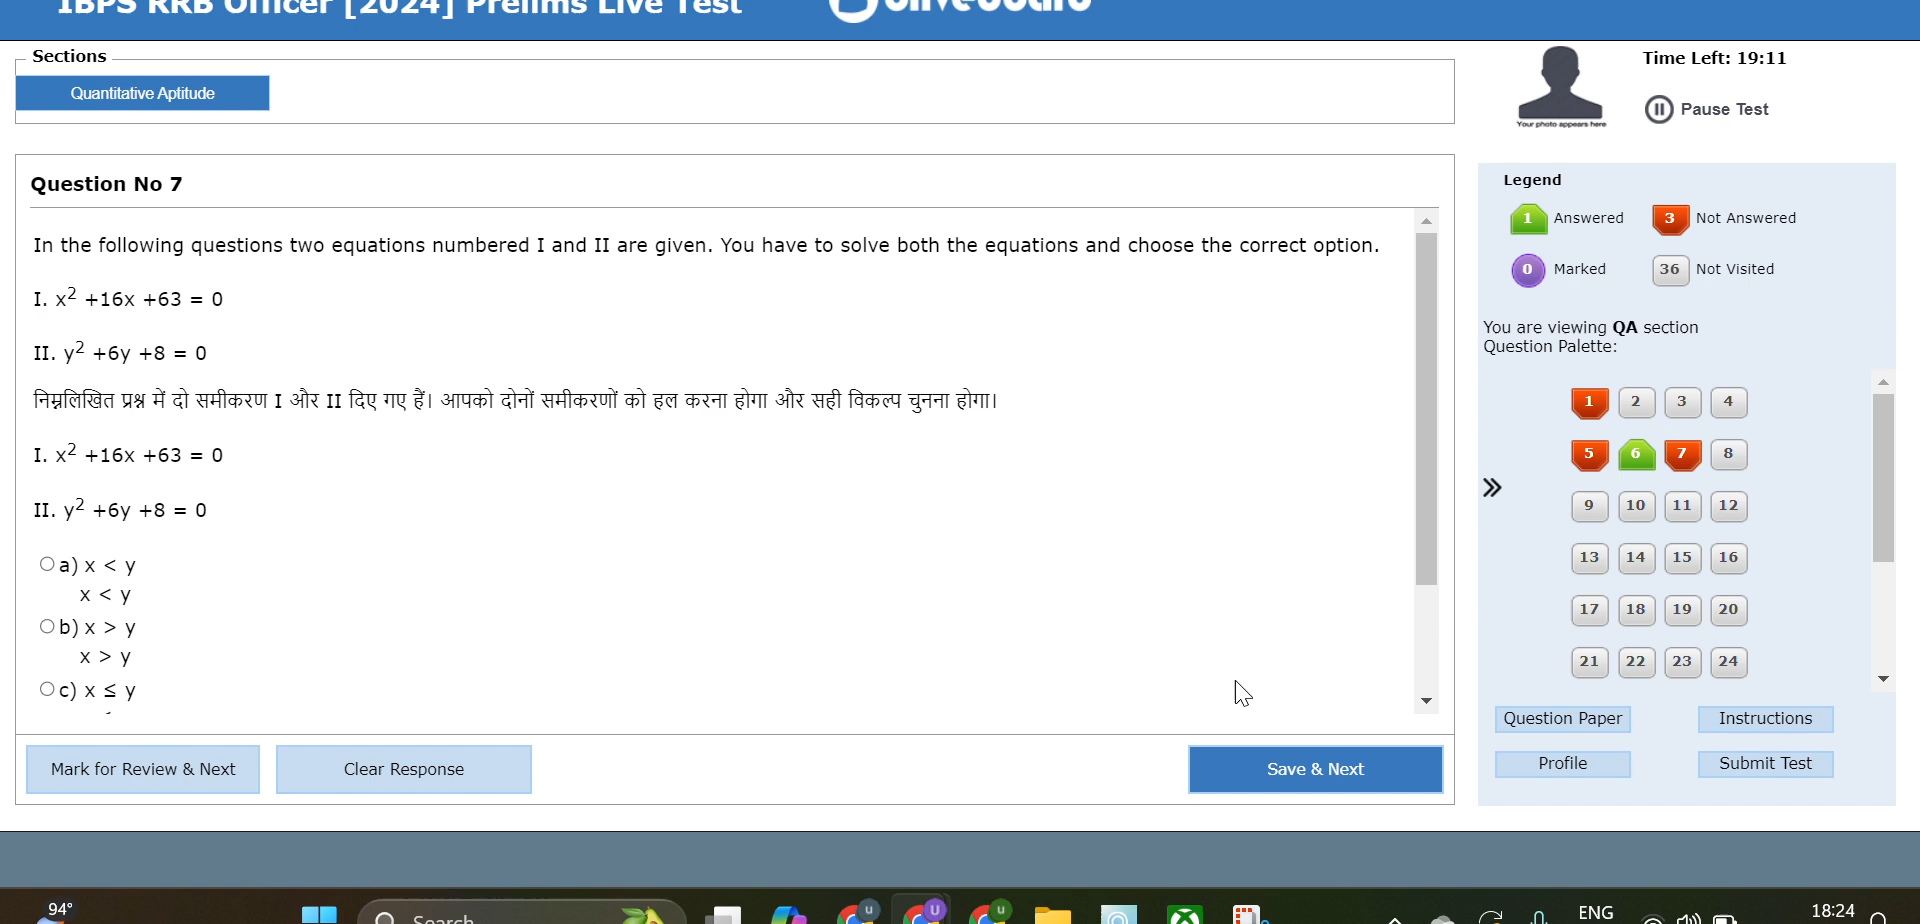 IBPS RRB Officer [2024] Prelims Live Test
Sections
Quantitative Aptitude
Your photo appears here
Time Left: 19:11
Pause Test
Question No 7
In the following questions two equations numbered I and II are given. You have to solve both the equations and choose the correct option.
I. x² +16x +63 = 0
II. y² +6y +8 = 0
निम्नलिखित प्रश्न में दो समीकरण I और II दिए गए हैं। आपको दोनों समीकरणों को हल करना होगा और सही विकल्प चुनना होगा।
I. x² +16x +63 = 0
II. y² +6y +8 = 0
a) x < y
x < y
b) x > y
x > y
c) x ≤ y
Mark for Review & Next
Clear Response
Save & Next
Legend
1 Answered
3 Not Answered
0 Marked
36 Not Visited
You are viewing QA section
Question Palette:
1 2 3 4
5 6 7 8
9 10 11 12
13 14 15 16
17 18 19 20
21 22 23 24
Question Paper
Instructions
Profile
Submit Test
94°
Search
u
U
u
ENG
18:24